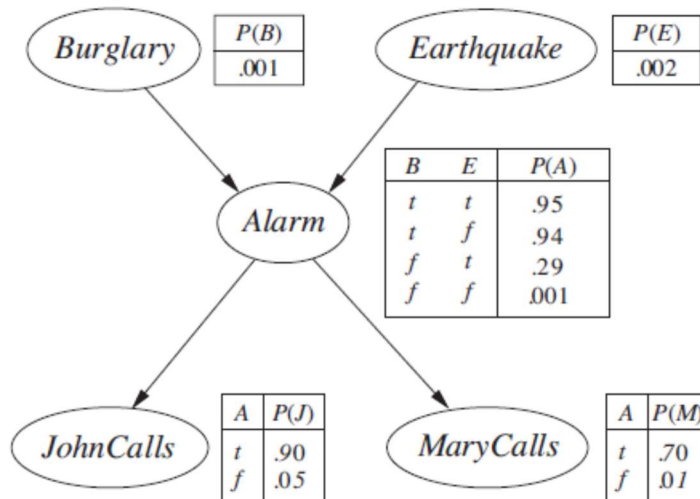 Burglary
P(B)
.001
Earthquake
P(E)
.002
Alarm
B E P(A)
t t .95
t f .94
f t .29
f f .001
JohnCalls
A P(J)
t .90
f .05
MaryCalls
A P(M)
t .70
f .01